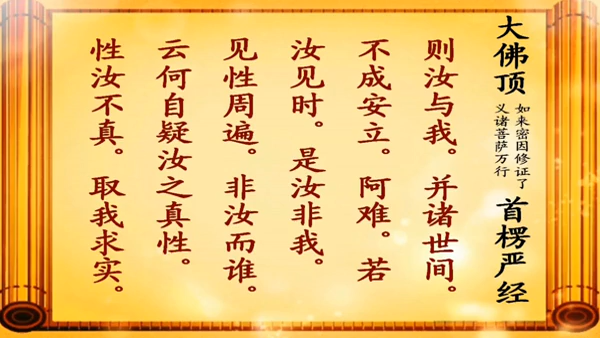 大佛顶
如来密因修证了
义诸菩萨万行
首楞严经
则汝与我。并诸世间。
不成安立。阿难。若
汝见时。是汝非我。
见性周遍。非汝而谁。
云何自疑汝之真性。
性汝不真。取我求实。